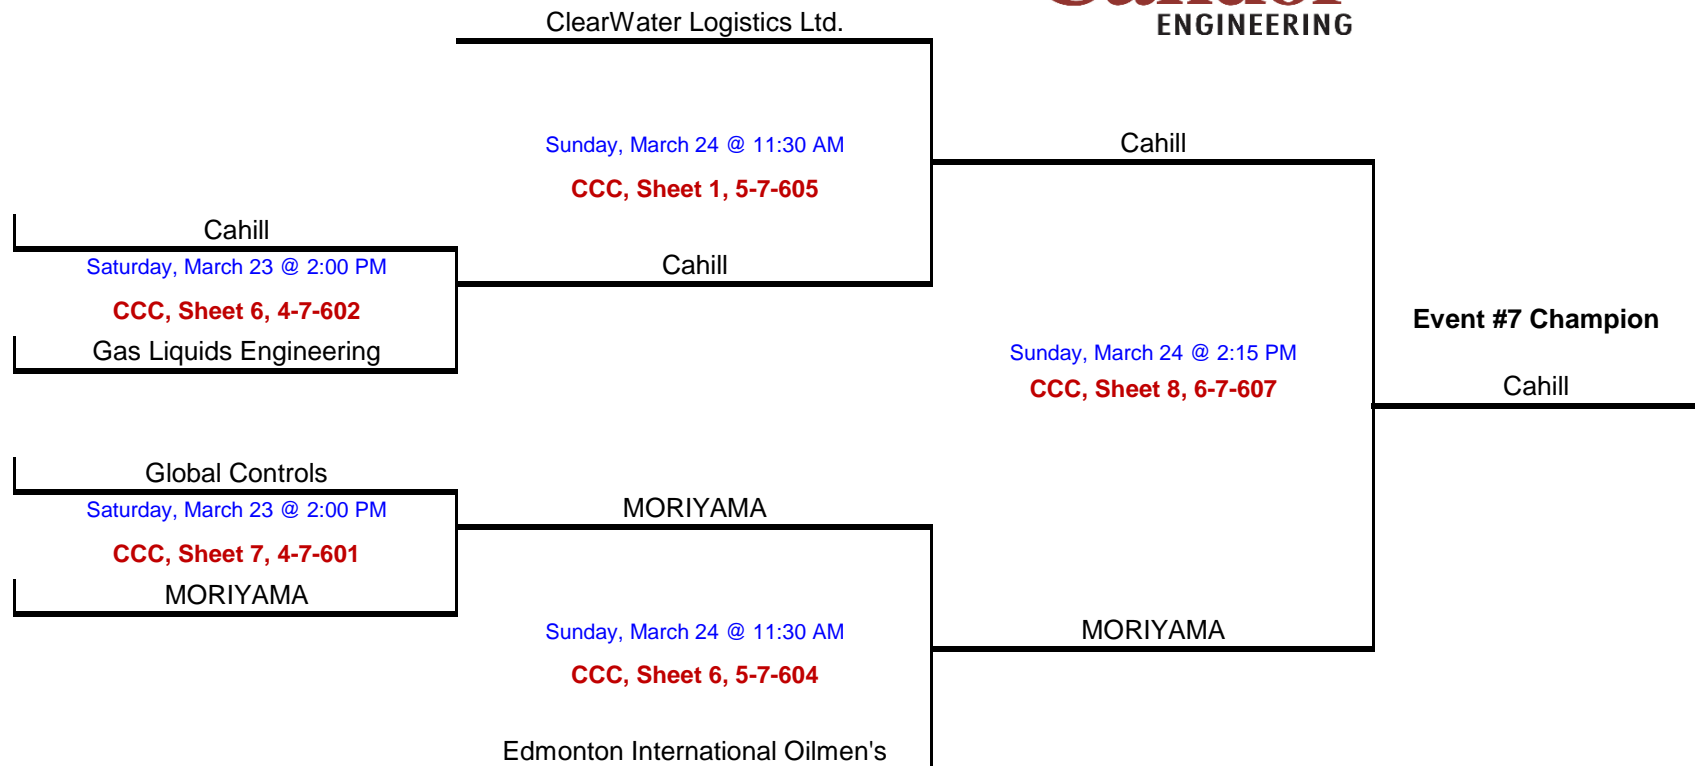 ENGINEERING
ClearWater Logistics Ltd.
Sunday, March 24 @ 11:30 AM
CCC, Sheet 1, 5-7-605
Cahill
Cahill
Saturday, March 23 @ 2:00 PM
CCC, Sheet 6, 4-7-602
Gas Liquids Engineering
Cahill
Event #7 Champion
Sunday, March 24 @ 2:15 PM
CCC, Sheet 8, 6-7-607
Cahill
Global Controls
Saturday, March 23 @ 2:00 PM
CCC, Sheet 7, 4-7-601
MORIYAMA
MORIYAMA
Sunday, March 24 @ 11:30 AM
CCC, Sheet 6, 5-7-604
MORIYAMA
Edmonton International Oilmen's